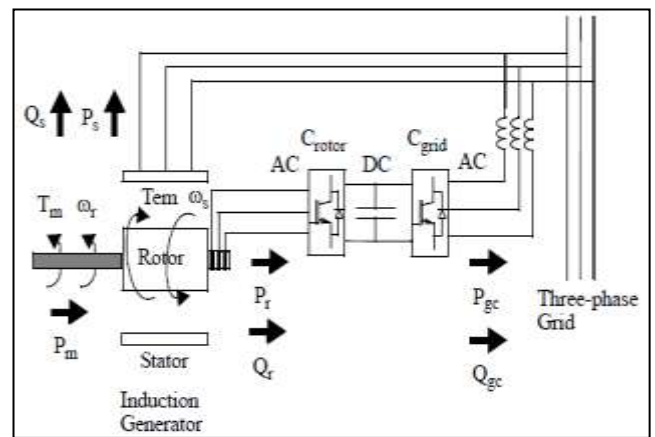 Qs Ps
Crotor Cgrid
AC DC AC
Tem ωs
Tm ωr
Rotor
Pm
Pr
Pgc
Three-phase
Grid
Stator
Qr
Qgc
Induction
Generator